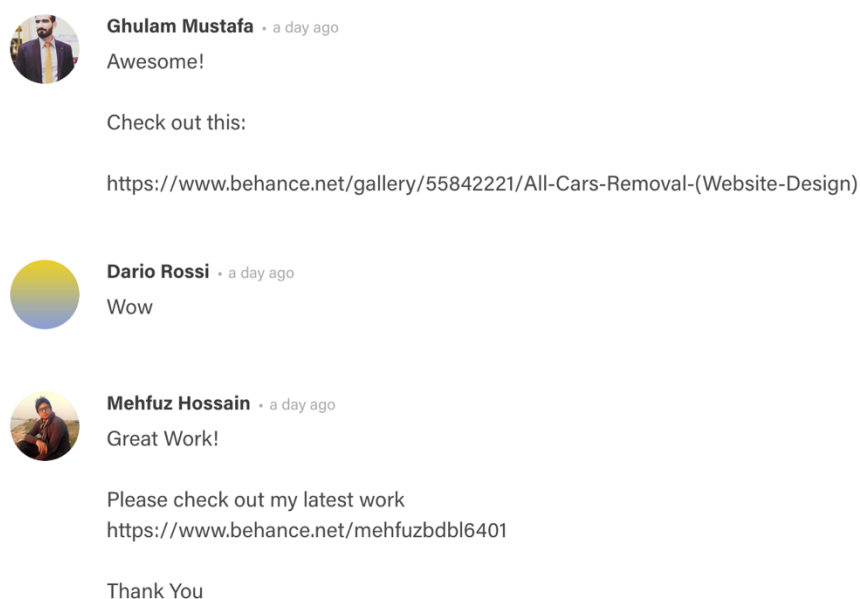 Ghulam Mustafa • a day ago
Awesome!
Check out this:
https://www.behance.net/gallery/55842221/All-Cars-Removal-(Website-Design)
Dario Rossi • a day ago
Wow
Mehfuz Hossain • a day ago
Great Work!
Please check out my latest work
https://www.behance.net/mehfuzbdbl6401
Thank You